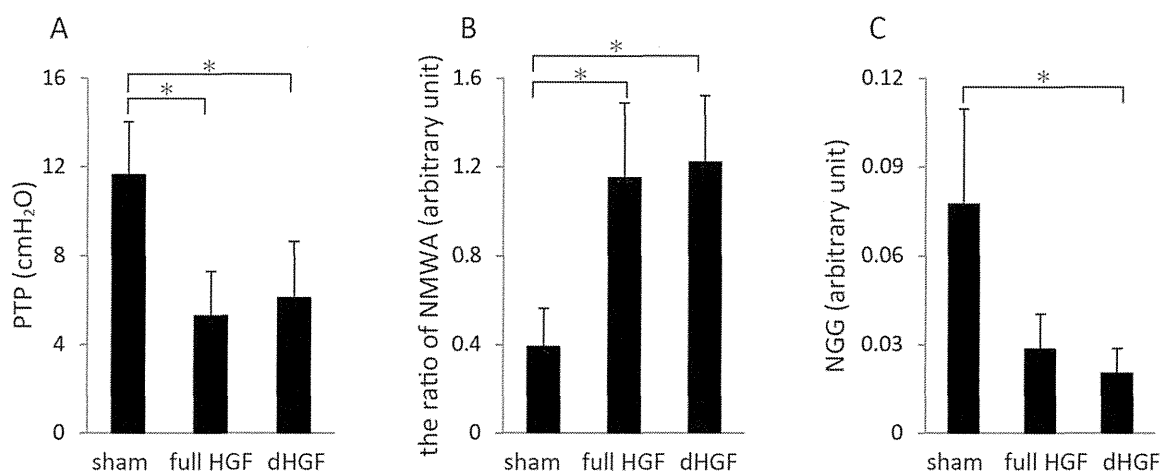 A
*
*
16
12
8
4
0
PTP (cmH₂O)
sham full HGF dHGF
B
*
*
1.6
1.2
0.8
0.4
0
the ratio of NMWA (arbitrary unit)
sham full HGF dHGF
C
*
0.12
0.09
0.06
0.03
0
NGG (arbitrary unit)
sham full HGF dHGF